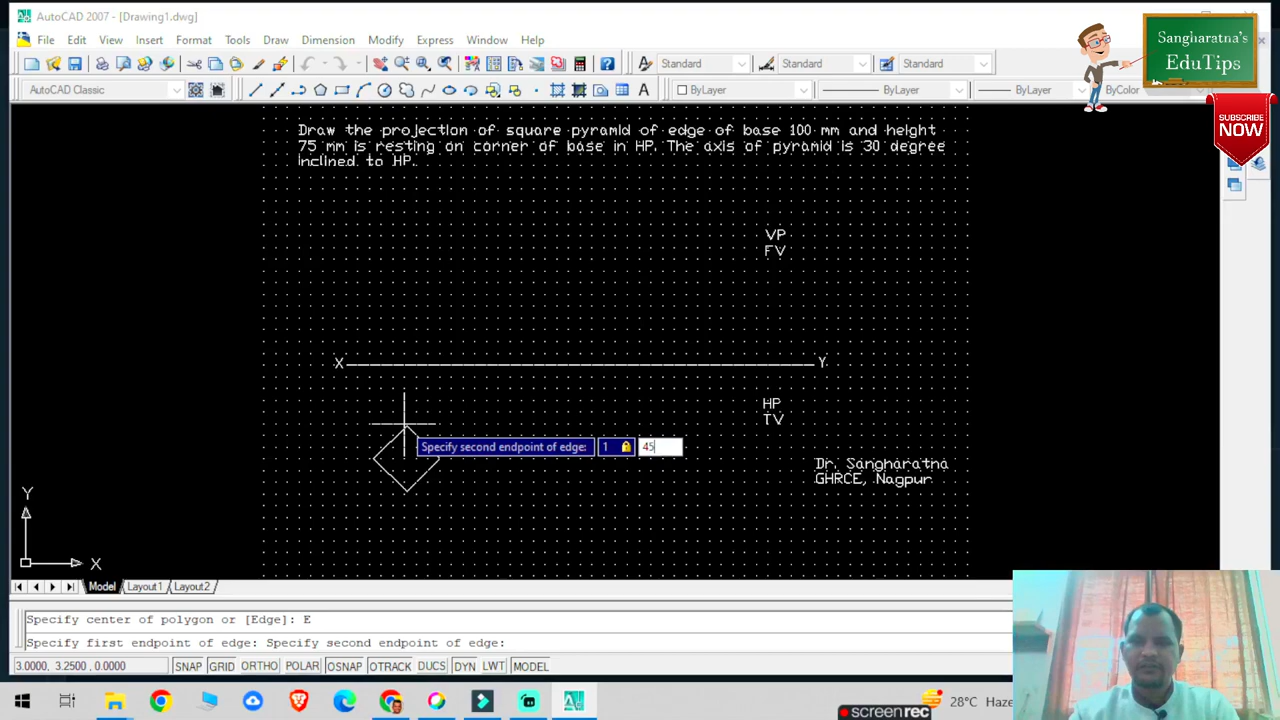 AutoCAD 2007 - [Drawing1.dwg]
Sangharatna's
EduTips
File Edit View Insert Format Tools Draw Dimension Modify Express Window Help
Standard Standard Standard
AutoCAD Classic ByLayer ByLayer ByLayer ByColor
SUBSCRIBE
NOW
Draw the projection of square pyramid of edge of base 100 mm and height
75 mm is resting on corner of base in HP. The axis of pyramid is 30 degree
inclined to HP.
VP
FV
X Y
HP
TV
Specify second endpoint of edge: 1 45
Dr. Sangharatna
GHRCE, Nagpur
Y
X
Model Layout1 Layout2
Specify center of polygon or [Edge]: E
Specify first endpoint of edge: Specify second endpoint of edge:
3.0000, 3.2500, 0.0000 SNAP GRID ORTHO POLAR OSNAP OTRACK DUCS DYN LWT MODEL
28°C Haze
screenrec